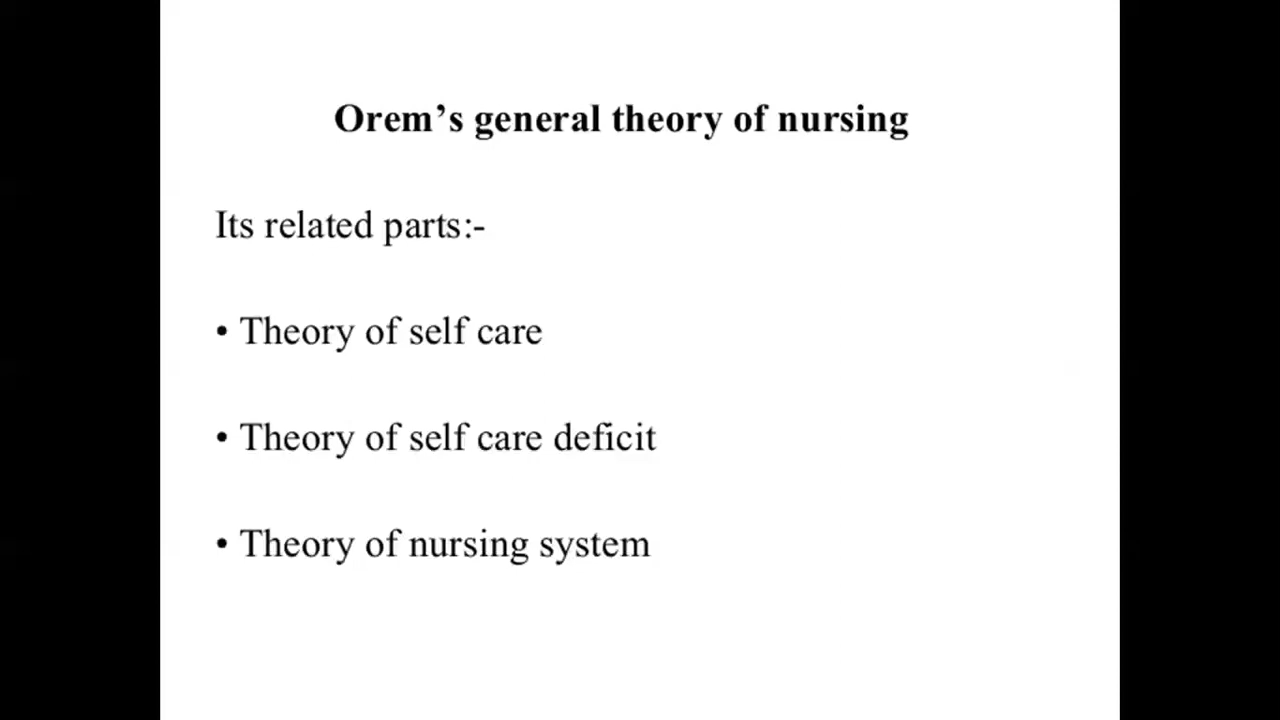 Orem’s general theory of nursing
Its related parts:-
• Theory of self care
• Theory of self care deficit
• Theory of nursing system